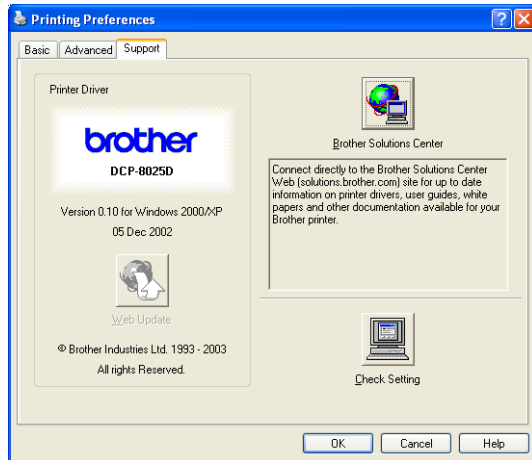 Printing Preferences
Basic
Advanced
Support
Printer Driver
brother
DCP-8025D
Version 0.10 for Windows 2000/XP
05 Dec 2002
Web Update
© Brother Industries Ltd. 1993 - 2003
All rights Reserved.
Brother Solutions Center
Connect directly to the Brother Solutions Center
Web (solutions.brother.com) site for up to date
information on printer drivers, user guides, white
papers and other documentation available for your
Brother printer.
Check Setting
OK
Cancel
Help